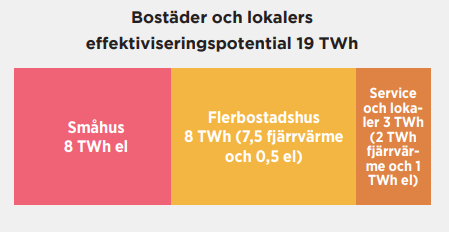 Bostäder och lokalers
effektiviseringspotential 19 TWh
Småhus
8 TWh el
Flerbostadshus
8 TWh (7,5 fjärrvärme
och 0,5 el)
Service
och loka-
ler 3 TWh
(2 TWh
fjärrvär-
me och 1
TWh el)